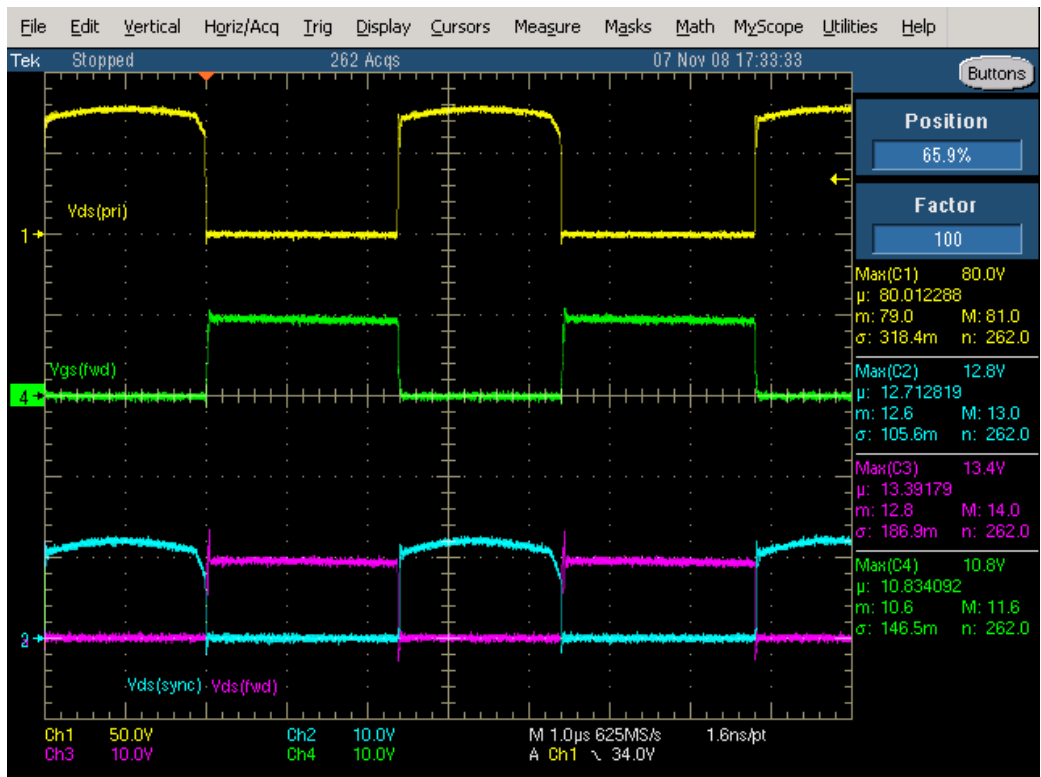 File Edit Vertical Horiz/Acq Trig Display Cursors Measure Masks Math MyScope Utilities Help
Tek Stopped 262 Acqs 07 Nov 08 17:33:33
Buttons
Position
65.9%
Factor
100
Vds(pri)
1
Vgs(fwd)
4
Max(C1) 80.0V
µ: 80.012288
m: 79.0 M: 81.0
σ: 318.4m n: 262.0
Max(C2) 12.8V
µ: 12.712819
m: 12.6 M: 13.0
σ: 105.6m n: 262.0
Max(C3) 13.4V
µ: 13.39179
m: 12.8 M: 14.0
σ: 186.9m n: 262.0
Max(C4) 10.8V
µ: 10.834092
m: 10.6 M: 11.6
σ: 146.5m n: 262.0
Vds(sync) Vds(fwd)
Ch1 50.0V Ch2 10.0V M 1.0µs 625MS/s 1.6ns/pt
Ch3 10.0V Ch4 10.0V A Ch1 ﹨ 34.0V